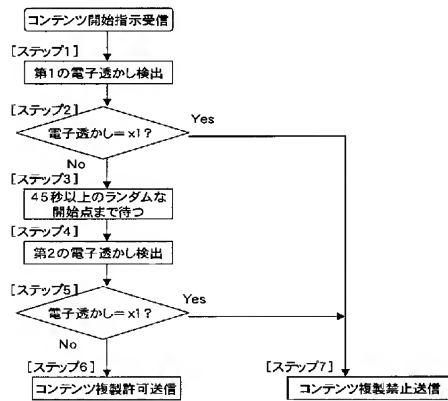 コンテンツ開始指示受信
[ステップ1]
第1の電子透かし検出
[ステップ2]
電子透かし=x1?
Yes
No
[ステップ3]
45秒以上のランダムな
開始点まで待つ
[ステップ4]
第2の電子透かし検出
[ステップ5]
電子透かし=x1?
Yes
No
[ステップ6]
コンテンツ複製許可送信
[ステップ7]
コンテンツ複製禁止送信